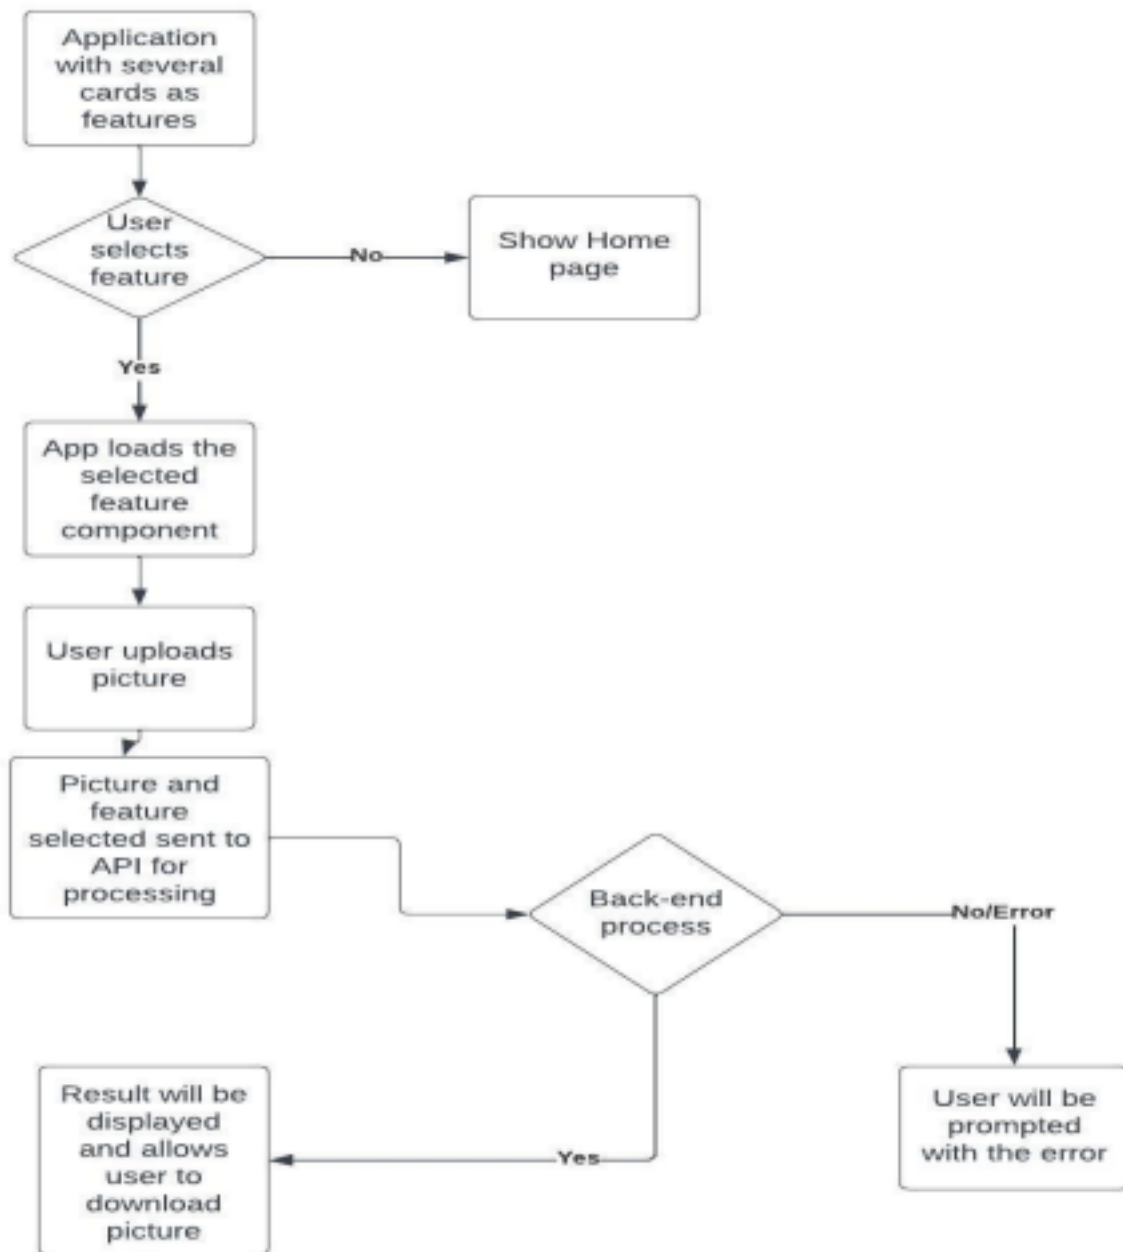 Application
with several
cards as
features
User
selects
feature
No
Show Home
page
Yes
App loads the
selected
feature
component
User uploads
picture
Picture and
feature
selected sent to
API for
processing
Back-end
process
No/Error
User will be
prompted
with the error
Yes
Result will be
displayed
and allows
user to
download
picture